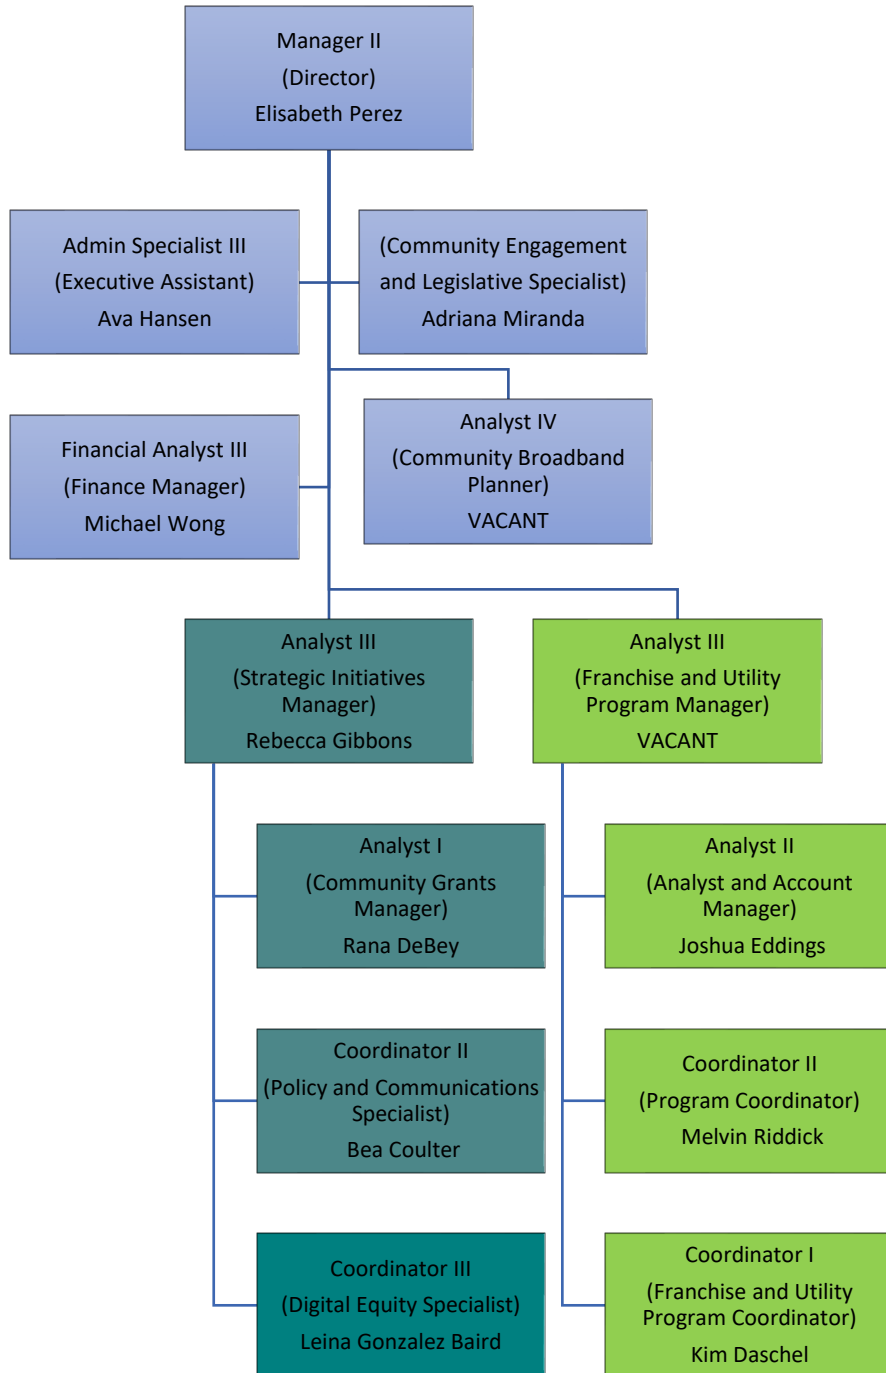 Manager II
(Director)
Elisabeth Perez
Admin Specialist III
(Executive Assistant)
Ava Hansen
(Community Engagement
and Legislative Specialist)
Adriana Miranda
Financial Analyst III
(Finance Manager)
Michael Wong
Analyst IV
(Community Broadband
Planner)
VACANT
Analyst III
(Strategic Initiatives
Manager)
Rebecca Gibbons
Analyst III
(Franchise and Utility
Program Manager)
VACANT
Analyst I
(Community Grants
Manager)
Rana DeBey
Analyst II
(Analyst and Account
Manager)
Joshua Eddings
Coordinator II
(Policy and Communications
Specialist)
Bea Coulter
Coordinator II
(Program Coordinator)
Melvin Riddick
Coordinator III
(Digital Equity Specialist)
Leina Gonzalez Baird
Coordinator I
(Franchise and Utility
Program Coordinator)
Kim Daschel